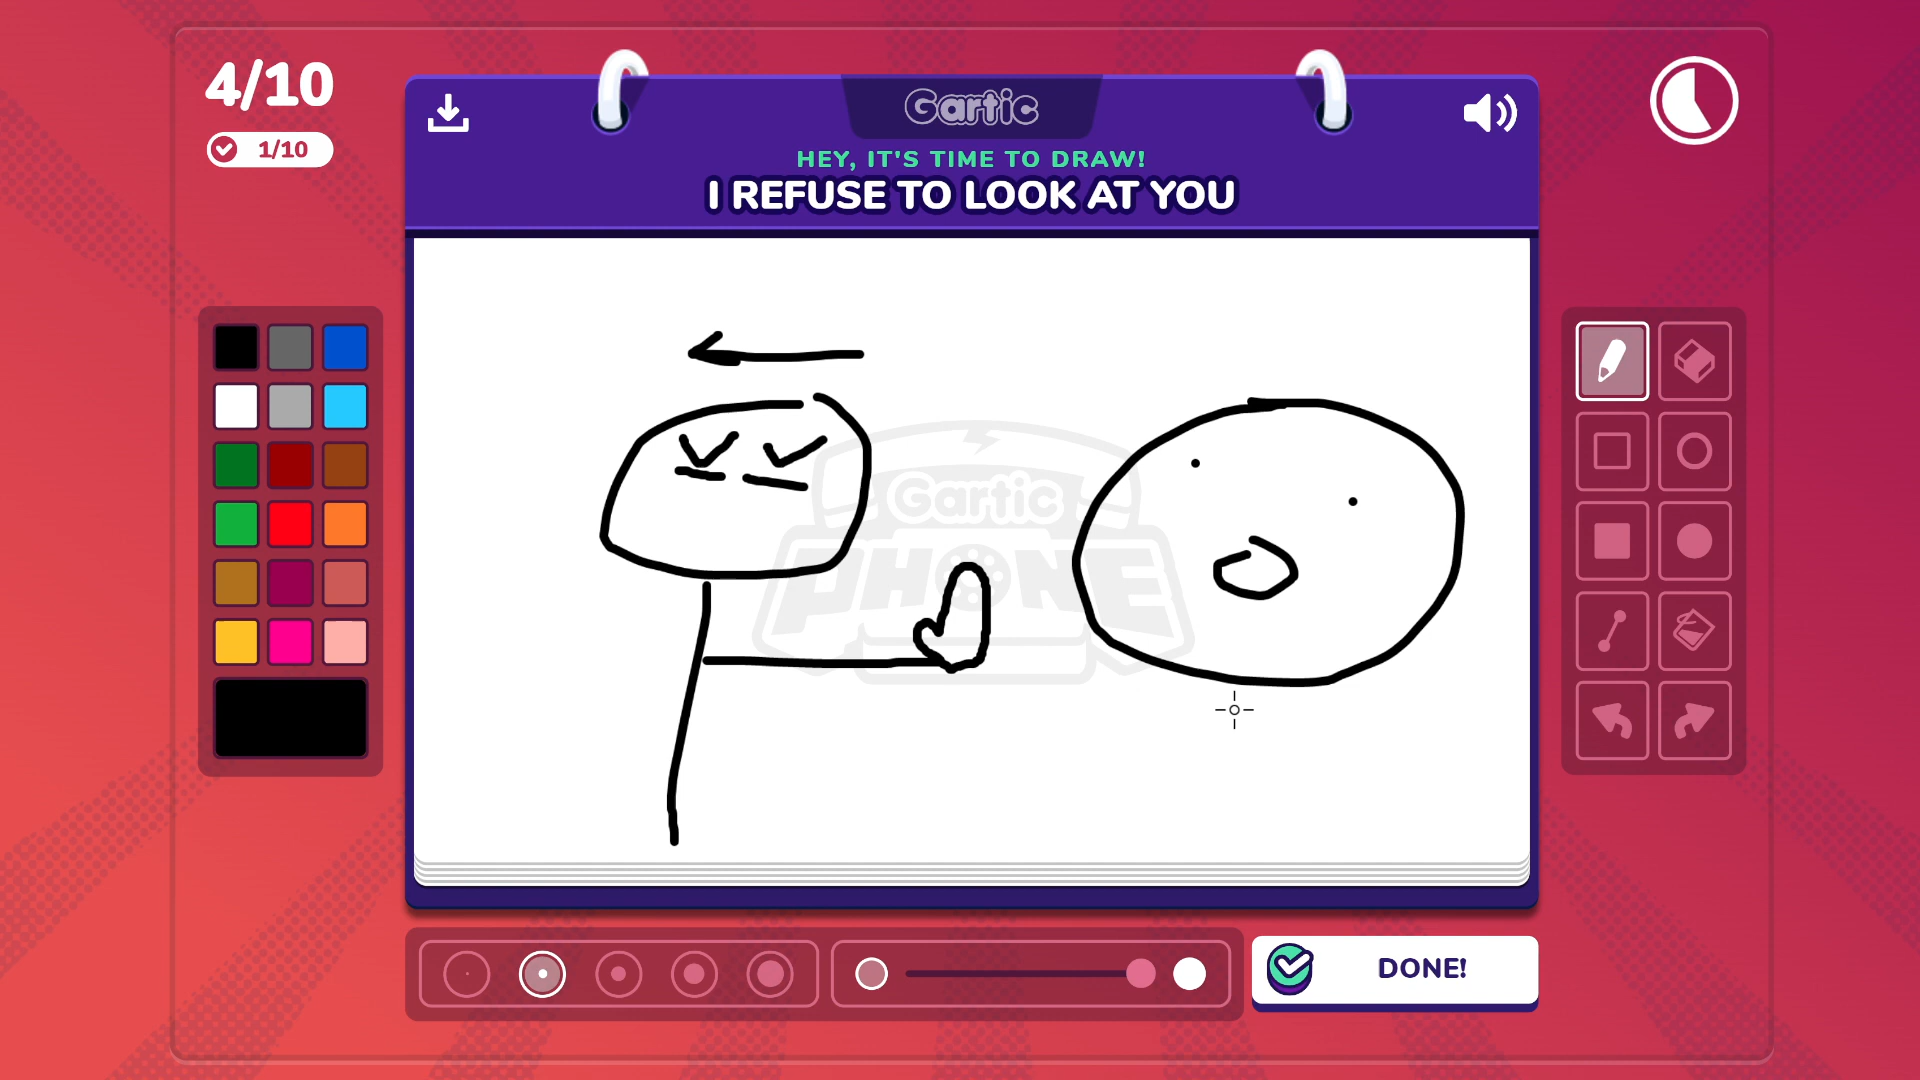 4/10
1/10
Gartic
HEY, IT'S TIME TO DRAW!
I REFUSE TO LOOK AT YOU
Gartic
PHONE
DONE!